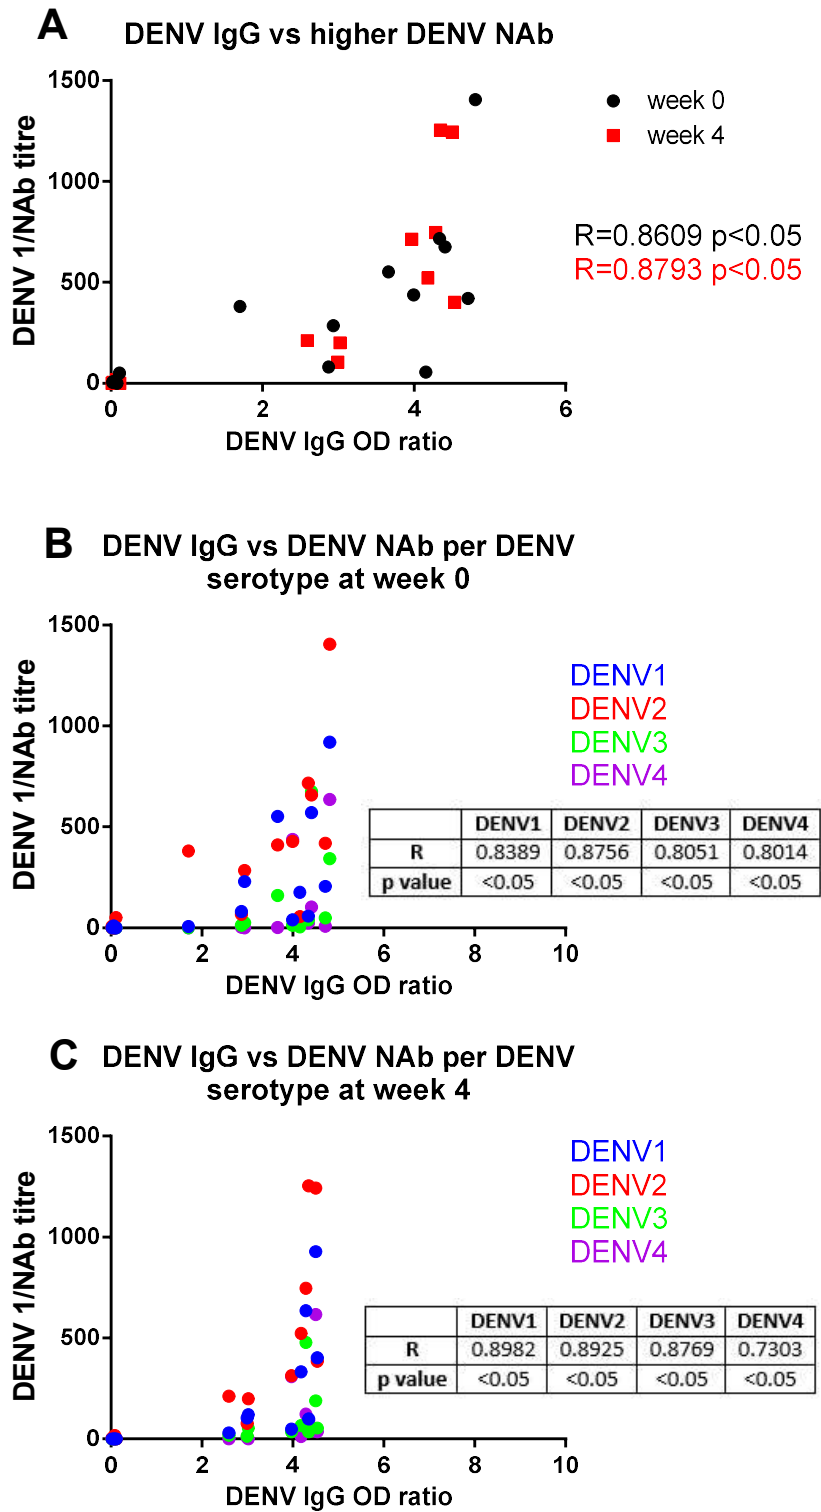 A
DENV IgG vs higher DENV NAb
DENV 1/NAb titre
1500
1000
500
0
0 2 4 6
DENV IgG OD ratio
week 0
week 4
R=0.8609 p<0.05
R=0.8793 p<0.05
B
DENV IgG vs DENV NAb per DENV
serotype at week 0
DENV 1/NAb titre
1500
1000
500
0
0 2 4 6 8 10
DENV IgG OD ratio
DENV1
DENV2
DENV3
DENV4
DENV1 DENV2 DENV3 DENV4
R 0.8389 0.8756 0.8051 0.8014
p value <0.05 <0.05 <0.05 <0.05
C
DENV IgG vs DENV NAb per DENV
serotype at week 4
DENV 1/NAb titre
1500
1000
500
0
0 2 4 6 8 10
DENV IgG OD ratio
DENV1
DENV2
DENV3
DENV4
DENV1 DENV2 DENV3 DENV4
R 0.8982 0.8925 0.8769 0.7303
p value <0.05 <0.05 <0.05 <0.05